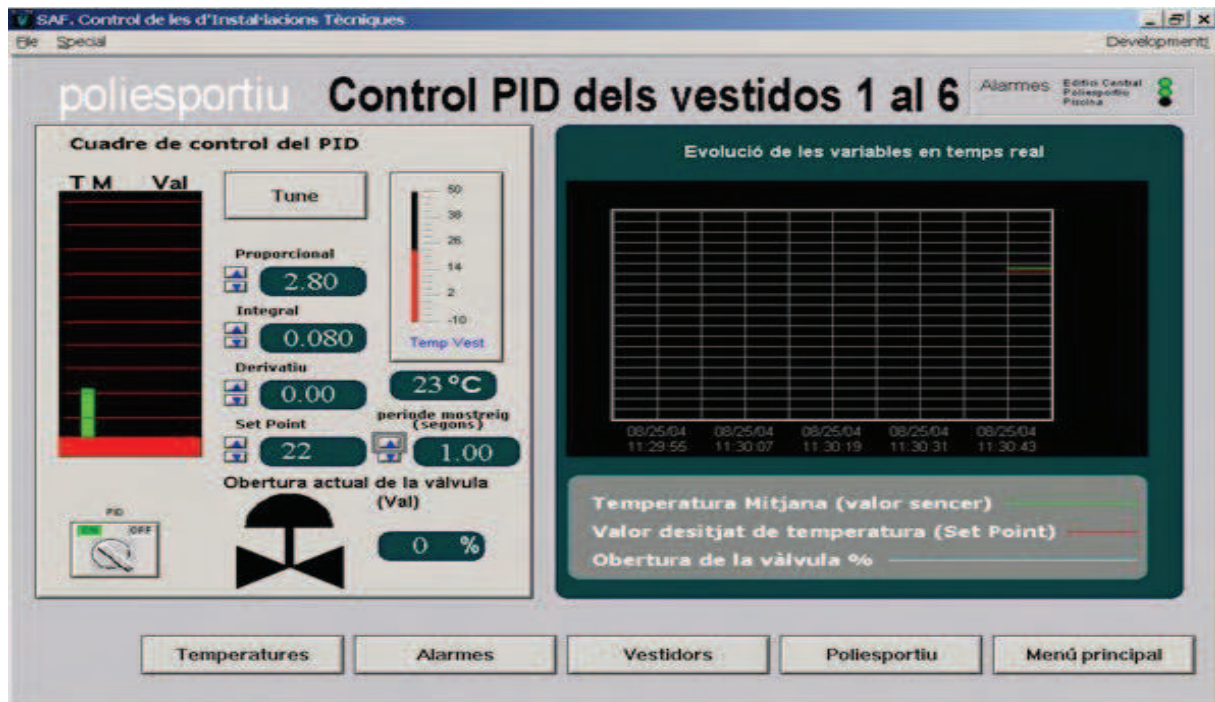 SAF. Control de les d'Instal·lacions Tècniques
File Special
Development!
poliesportiu Control PID dels vestidos 1 al 6
Alarmes
Edifici Central
Poliesportiu
Piscina
Cuadre de control del PID
T M Val
Tune
50
38
26
14
2
-10
Temp Vest
Proporcional
2.80
Integral
0.080
Derivatiu
0.00
23 °C
Set Point
22
periode mostreig
(segons)
1.00
Obertura actual de la vàlvula
(Val)
0 %
PID
ON OFF
Evolució de les variables en temps real
08/25/04 08/25/04 08/25/04 08/25/04 08/25/04
11:29:55 11:30:07 11:30:19 11:30:31 11:30:43
Temperatura Mitjana (valor sencer)
Valor desitjat de temperatura (Set Point)
Obertura de la vàlvula %
Temperatures
Alarmes
Vestidors
Poliesportiu
Menú principal